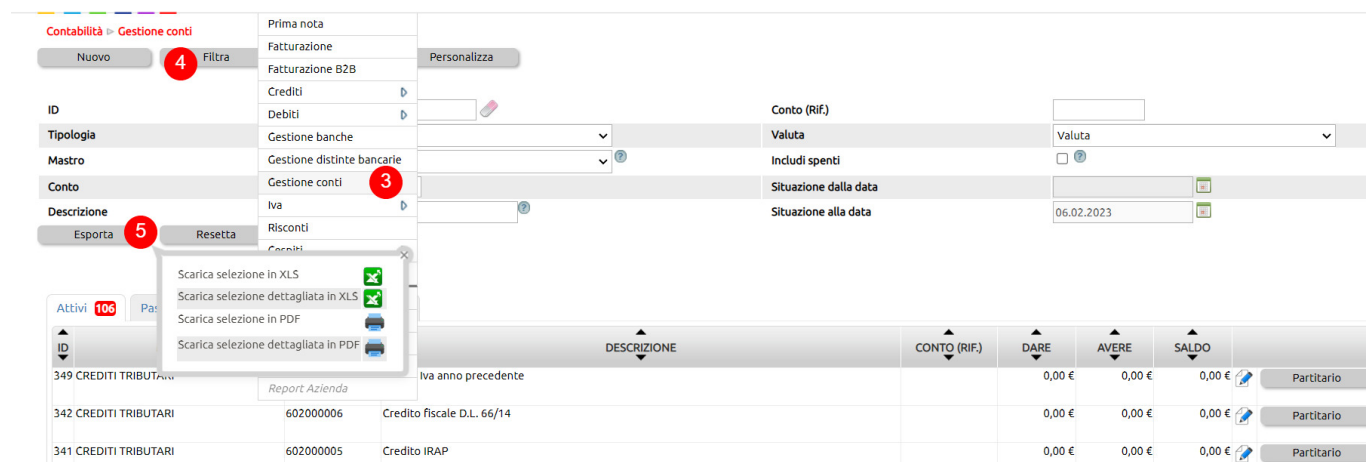 Contabilità ▷ Gestione conti
Nuovo
4
Filtra
Personalizza
Prima nota
Fatturazione
Fatturazione B2B
Crediti
Debiti
Gestione banche
Gestione distinte bancarie
Gestione conti
3
Iva
Risconti
Cespiti
Report Azienda
ID
Conto (Rif.)
Tipologia
Valuta
Valuta
Mastro
?
Includi spenti
?
Conto
Situazione dalla data
Descrizione
?
Situazione alla data
06.02.2023
Esporta
5
Resetta
Scarica selezione in XLS
Scarica selezione dettagliata in XLS
Scarica selezione in PDF
Scarica selezione dettagliata in PDF
Attivi 106
ID DESCRIZIONE CONTO (RIF.) DARE AVERE SALDO
349 CREDITI TRIBUTARI Iva anno precedente 0,00 € 0,00 € 0,00 € Partitario
342 CREDITI TRIBUTARI 602000006 Credito fiscale D.L. 66/14 0,00 € 0,00 € 0,00 € Partitario
341 CREDITI TRIBUTARI 602000005 Credito IRAP 0,00 € 0,00 € 0,00 € Partitario